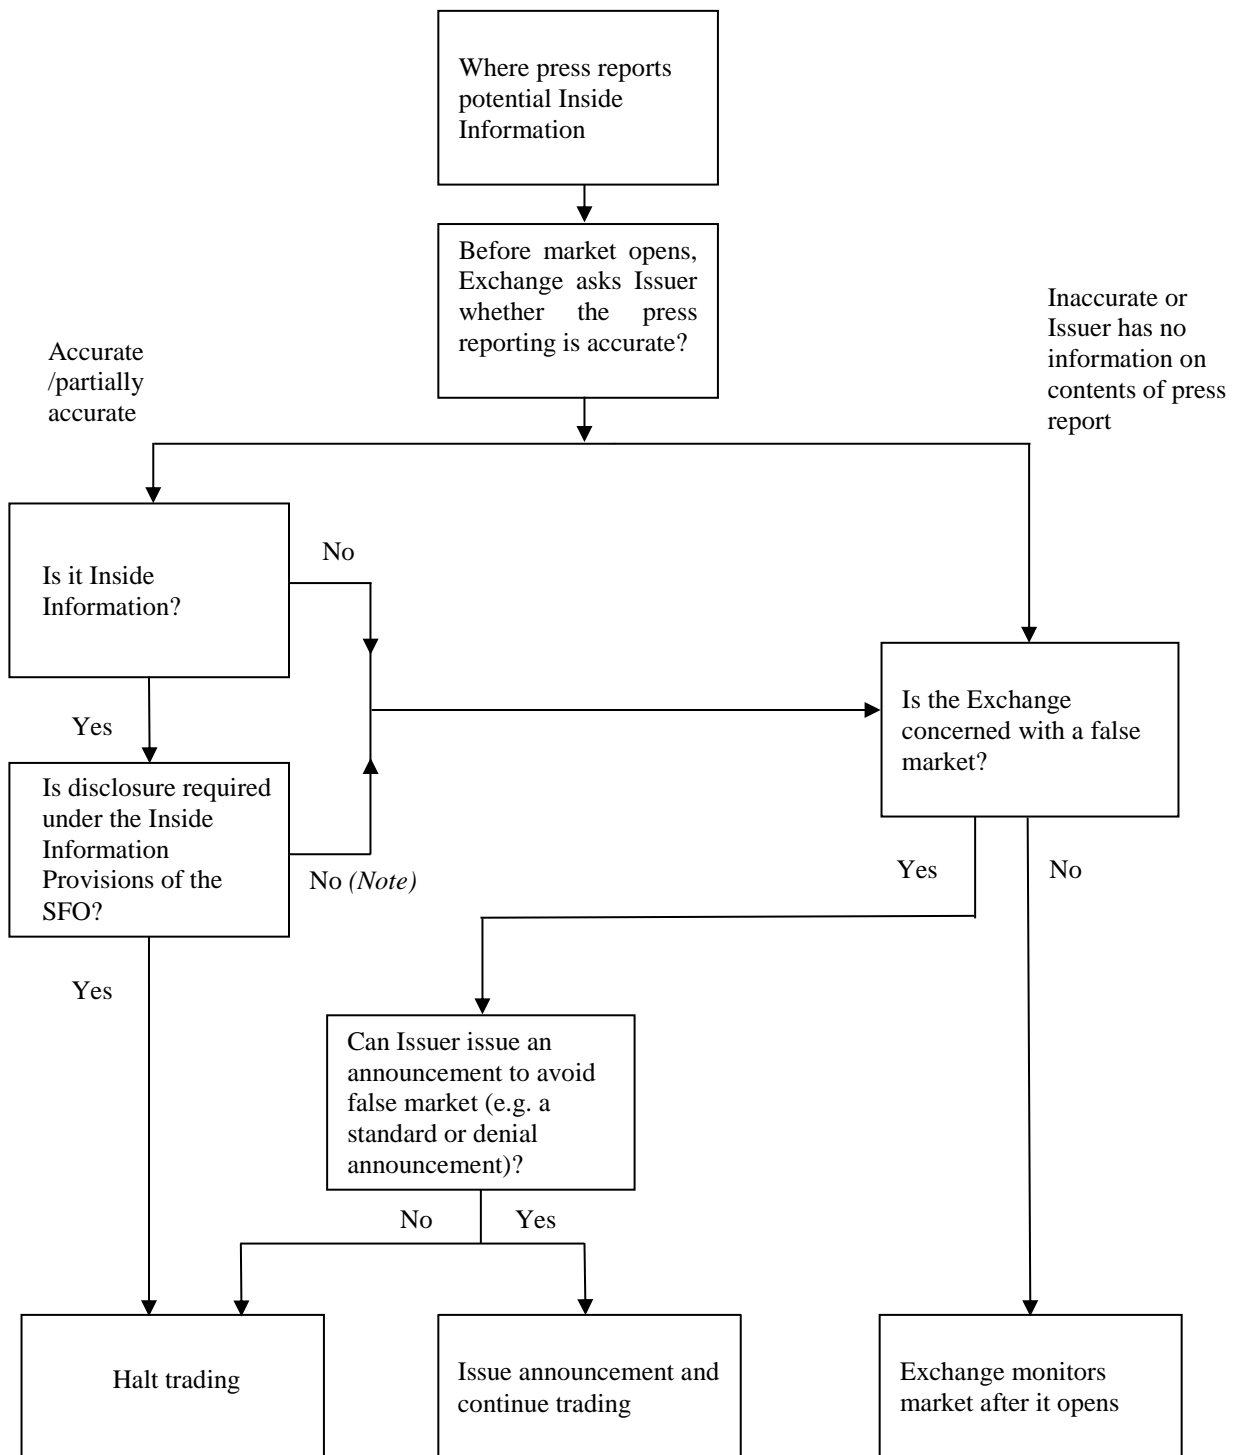 Where press reports
potential Inside
Information
Before market opens,
Exchange asks Issuer
whether the press
reporting is accurate?
Inaccurate or
Issuer has no
information on
contents of press
report
Accurate
/partially
accurate
No
Is it Inside
Information?
Yes
Is the Exchange
concerned with a false
market?
Is disclosure required
under the Inside
Information
Provisions of the
SFO?
No (Note)
Yes
No
Yes
Can Issuer issue an
announcement to avoid
false market (e.g. a
standard or denial
announcement)?
No
Yes
Halt trading
Issue announcement and
continue trading
Exchange monitors
market after it opens